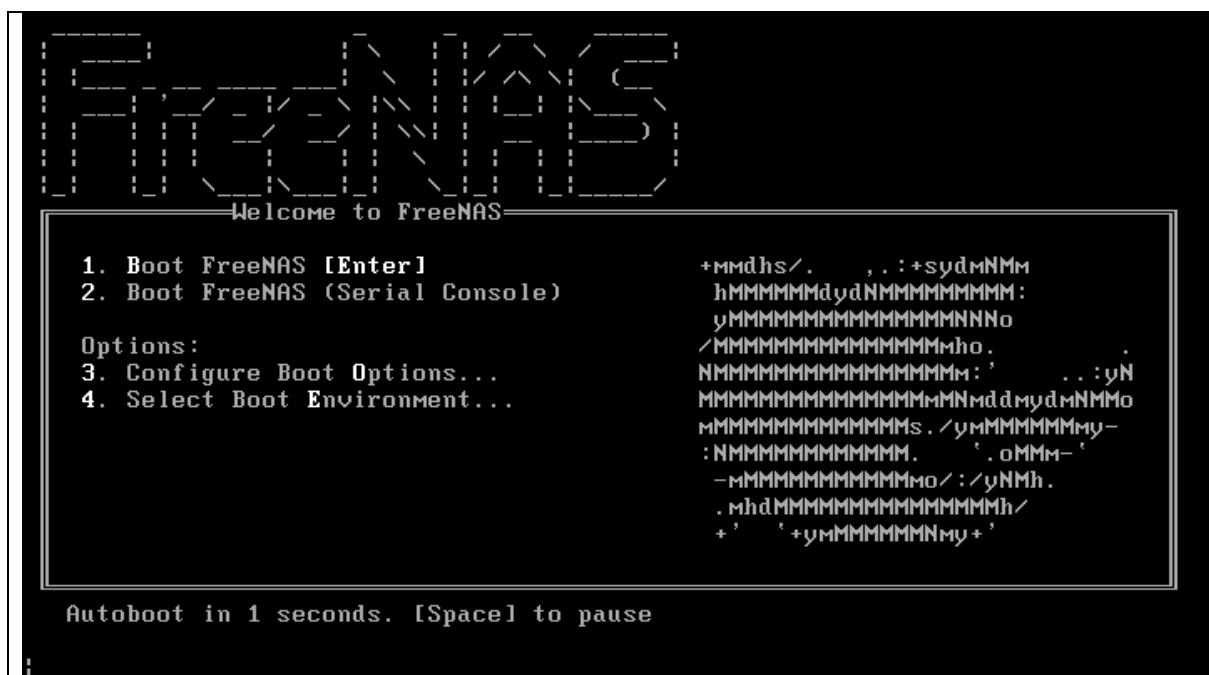 FreeNAS
Welcome to FreeNAS
1. Boot FreeNAS [Enter]
2. Boot FreeNAS (Serial Console)
Options:
3. Configure Boot Options...
4. Select Boot Environment...
Autoboot in 1 seconds. [Space] to pause